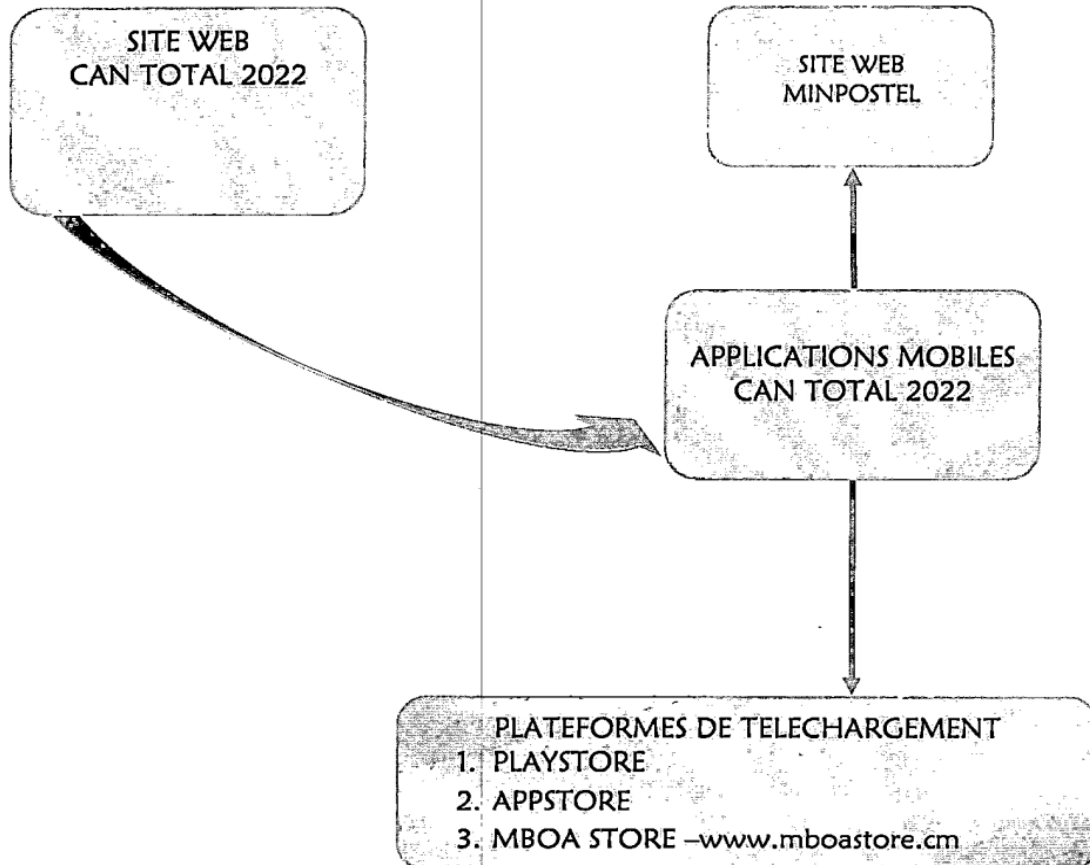 SITE WEB
CAN TOTAL 2022
SITE WEB
MINPOSTEL
APPLICATIONS MOBILES
CAN TOTAL 2022
PLATEFORMES DE TELECHARGEMENT
1. PLAYSTORE
2. APPSTORE
3. MBOA STORE –www.mboastore.cm